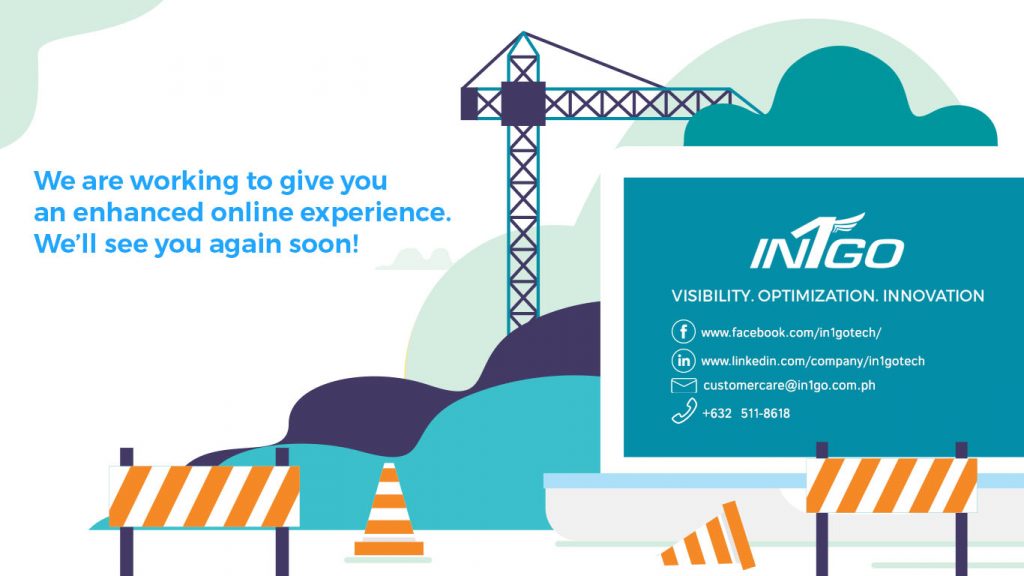 We are working to give you
an enhanced online experience.
We'll see you again soon!
IN1GO
VISIBILITY. OPTIMIZATION. INNOVATION
www.facebook.com/in1gotech/
www.linkedin.com/company/in1gotech
customercare@in1go.com.ph
+632 511-8618